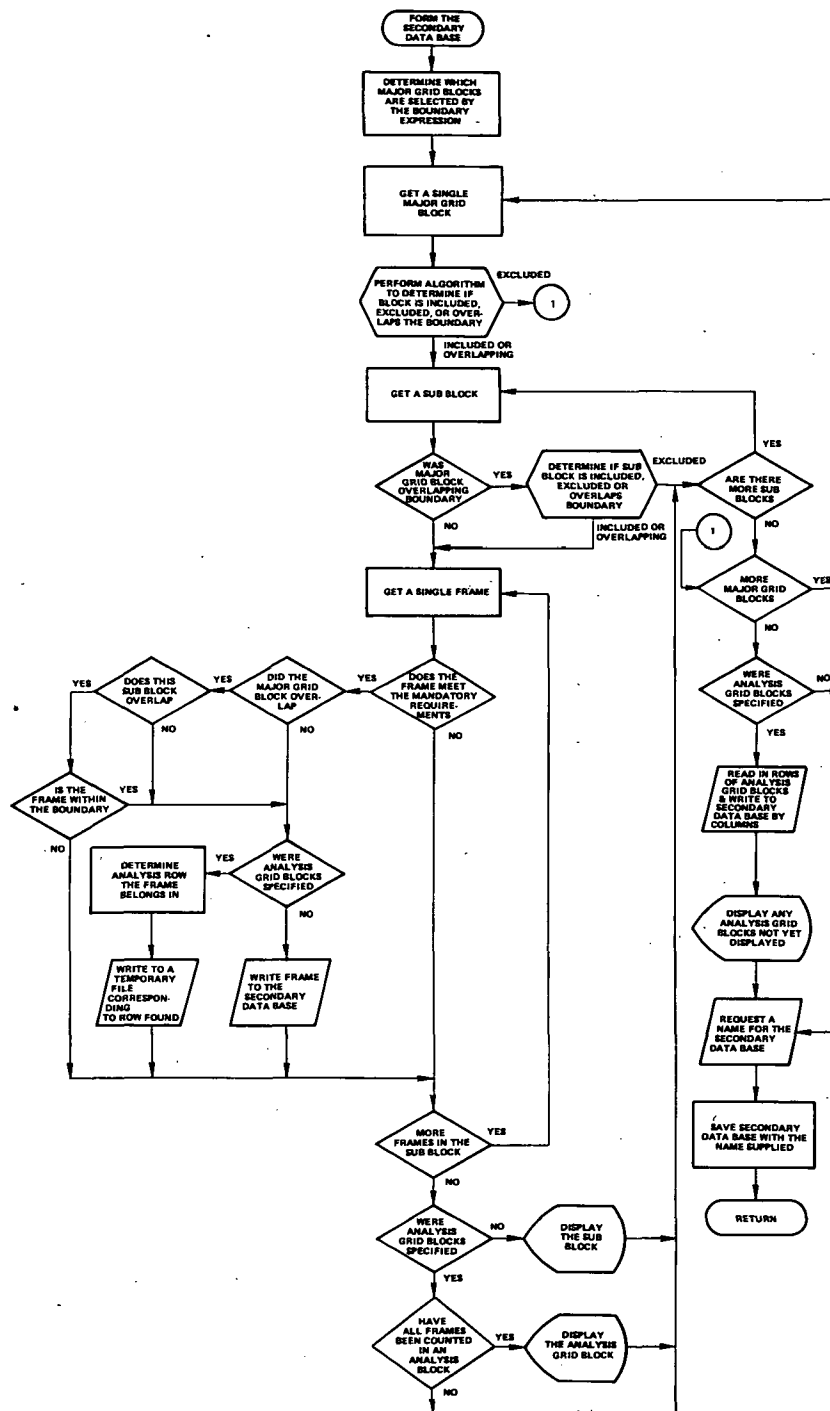 FORM THE
SECONDARY
DATA BASE
DETERMINE WHICH
MAJOR GRID BLOCKS
ARE SELECTED BY
THE BOUNDARY
EXPRESSION
GET A SINGLE
MAJOR GRID
BLOCK
PERFORM ALGORITHM
TO DETERMINE IF
BLOCK IS INCLUDED,
EXCLUDED, OR OVER-
LAPS THE BOUNDARY
EXCLUDED
1
INCLUDED OR
OVERLAPPING
GET A SUB BLOCK
WAS
MAJOR
GRID BLOCK
OVERLAPPING
BOUNDARY
YES
NO
DETERMINE IF SUB
BLOCK IS INCLUDED,
EXCLUDED OR
OVERLAPS
BOUNDARY
EXCLUDED
INCLUDED OR
OVERLAPPING
YES
ARE THERE
MORE SUB
BLOCKS
NO
1
MORE
MAJOR GRID
BLOCKS
YES
NO
GET A SINGLE FRAME
DOES THE
FRAME MEET
THE MANDATORY
REQUIRE-
MENTS
YES
NO
DID THE
MAJOR GRID
BLOCK OVER-
LAP
YES
NO
DOES THIS
SUB BLOCK
OVERLAP
YES
NO
IS THE
FRAME WITHIN
THE BOUNDARY
YES
NO
WERE
ANALYSIS
GRID BLOCKS
SPECIFIED
YES
NO
DETERMINE
ANALYSIS ROW
THE FRAME
BELONGS IN
WRITE TO A
TEMPORARY
FILE
CORRESPON-
DING
TO ROW FOUND
WRITE FRAME
TO THE
SECONDARY
DATA BASE
WERE
ANALYSIS
GRID BLOCKS
SPECIFIED
NO
YES
READ IN ROWS
OF ANALYSIS
GRID BLOCKS
& WRITE TO
SECONDARY
DATA BASE BY
COLUMNS
DISPLAY ANY
ANALYSIS GRID
BLOCKS NOT YET
DISPLAYED
REQUEST A
NAME FOR THE
SECONDARY
DATA BASE
SAVE SECONDARY
DATA BASE WITH THE
NAME SUPPLIED
RETURN
MORE
FRAMES IN THE
SUB BLOCK
YES
NO
WERE
ANALYSIS
GRID BLOCKS
SPECIFIED
NO
YES
DISPLAY
THE SUB
BLOCK
HAVE
ALL FRAMES
BEEN COUNTED
IN AN
ANALYSIS
BLOCK
YES
NO
DISPLAY
THE ANALYSIS
GRID BLOCK